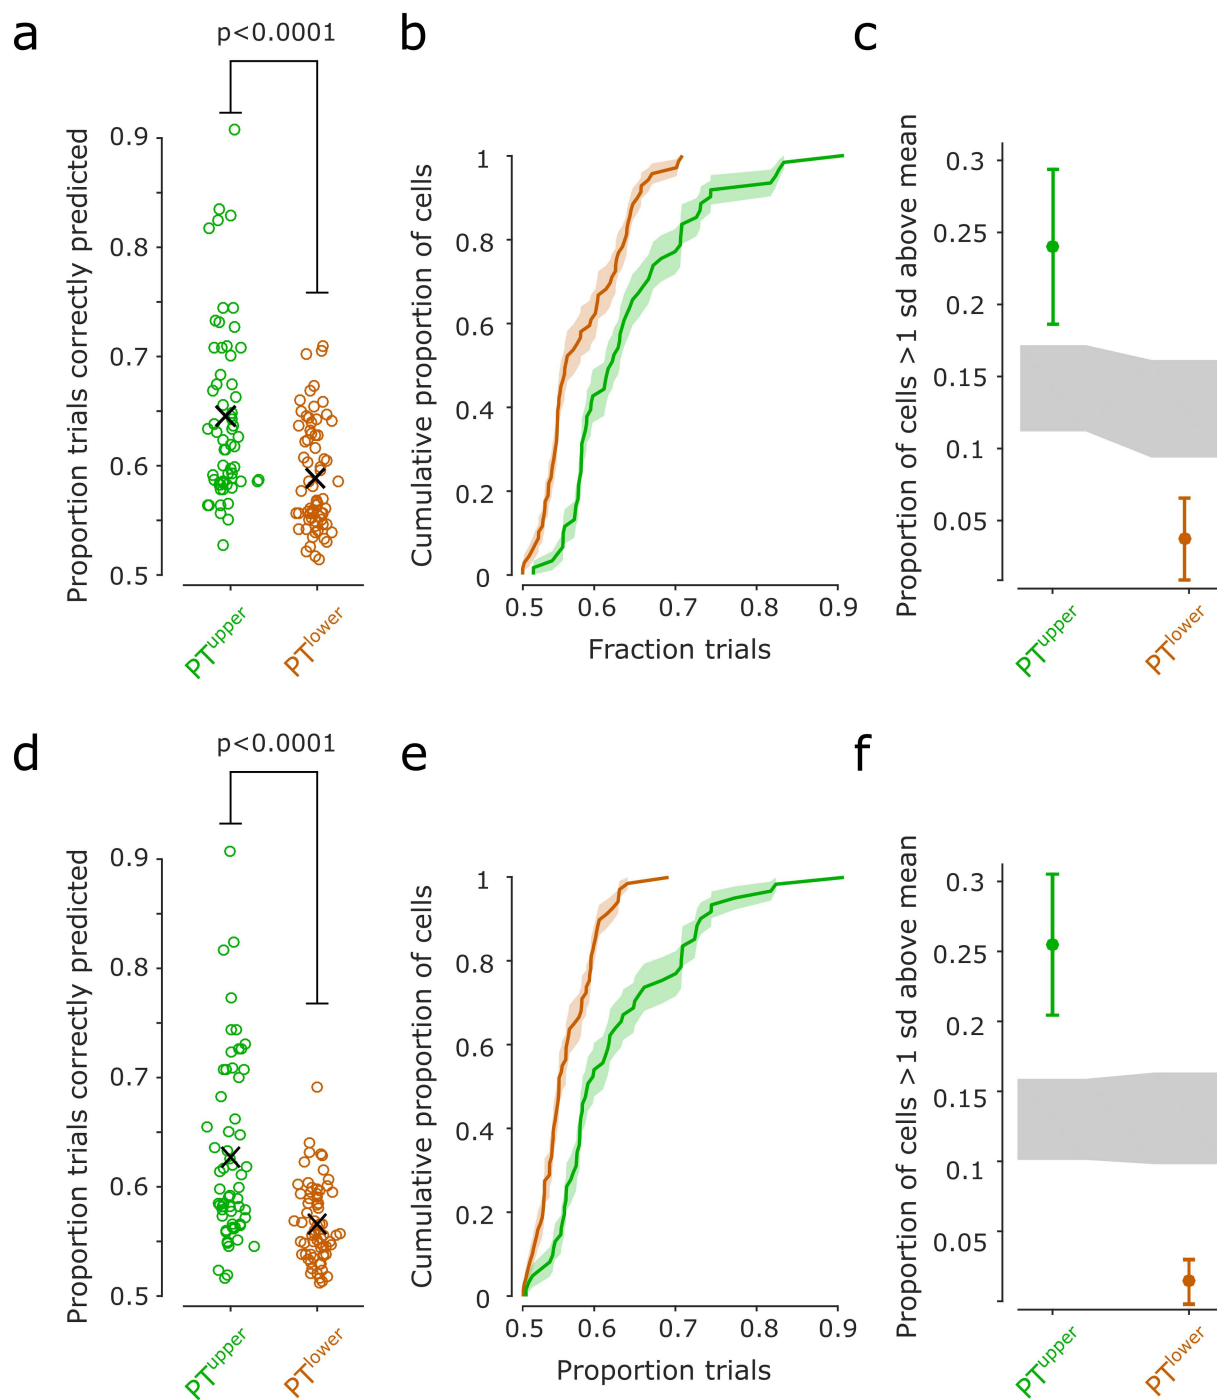 a
p<0.0001
Proportion trials correctly predicted
0.9
0.8
0.7
0.6
0.5
PTupper
PTlower
b
Cumulative proportion of cells
1
0.8
0.6
0.4
0.2
0
0.5 0.6 0.7 0.8 0.9
Fraction trials
c
Proportion of cells >1 sd above mean
0.3
0.25
0.2
0.15
0.1
0.05
PTupper
PTlower
d
p<0.0001
Proportion trials correctly predicted
0.9
0.8
0.7
0.6
0.5
PTupper
PTlower
e
Cumulative proportion of cells
1
0.8
0.6
0.4
0.2
0
0.5 0.6 0.7 0.8 0.9
Proportion trials
f
Proportion of cells >1 sd above mean
0.3
0.25
0.2
0.15
0.1
0.05
PTupper
PTlower